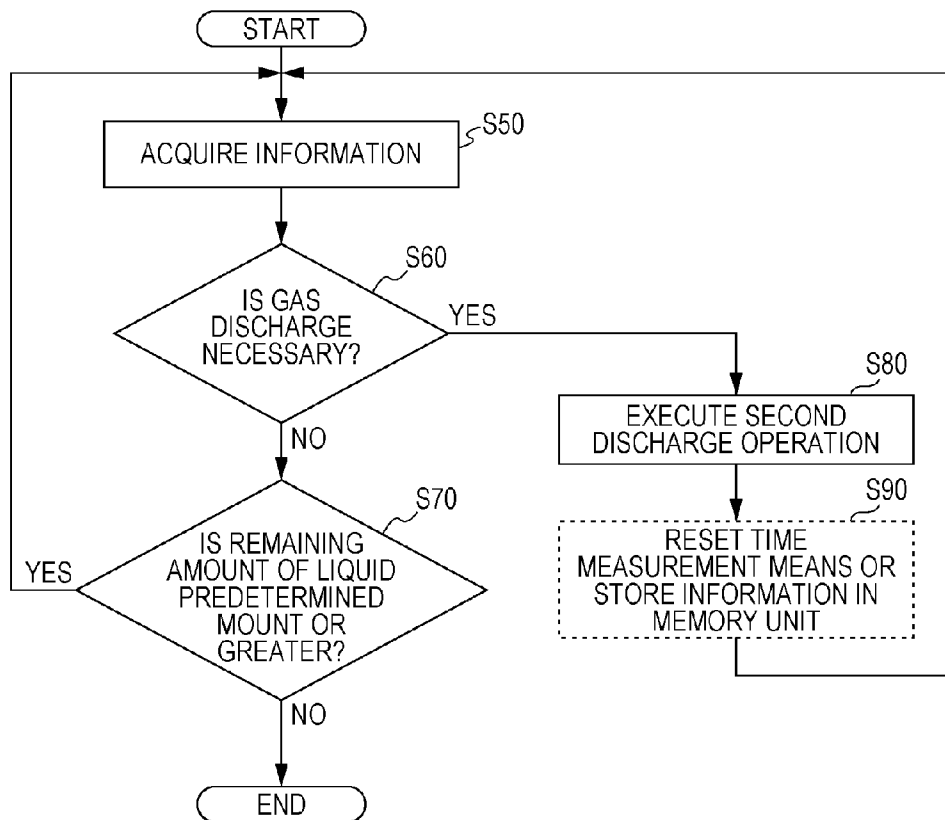 START
S50
ACQUIRE INFORMATION
S60
IS GAS
DISCHARGE
NECESSARY?
YES
NO
S80
EXECUTE SECOND
DISCHARGE OPERATION
S70
IS REMAINING
AMOUNT OF LIQUID
PREDETERMINED
MOUNT OR
GREATER?
YES
NO
S90
RESET TIME
MEASUREMENT MEANS OR
STORE INFORMATION IN
MEMORY UNIT
END